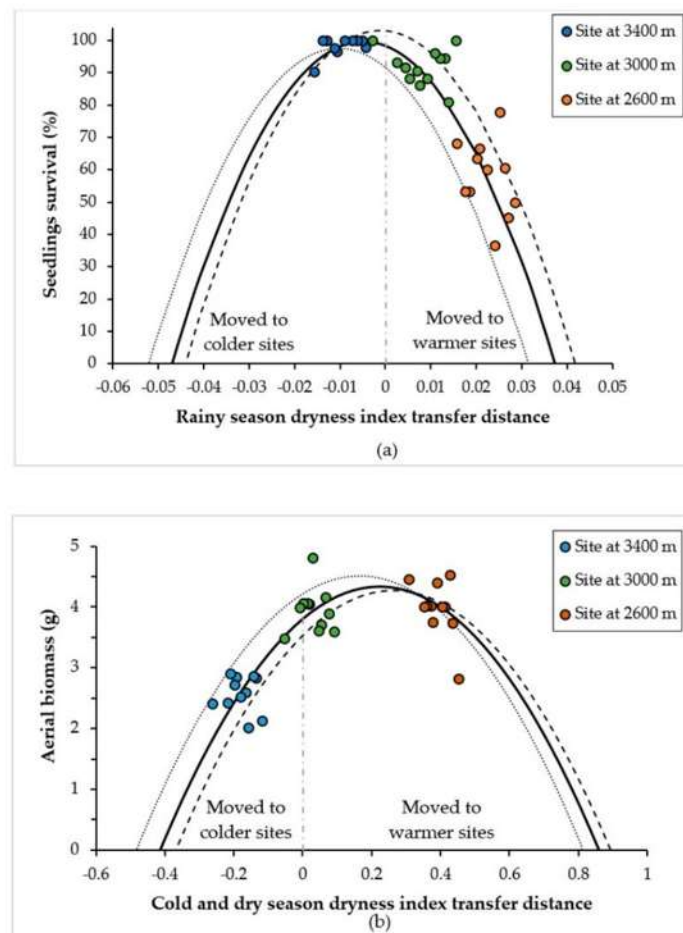 Site at 3400 m
Site at 3000 m
Site at 2600 m
100
90
80
70
60
50
40
30
20
10
0
Seedlings survival (%)
Moved to
colder sites
Moved to
warmer sites
-0.06 -0.05 -0.04 -0.03 -0.02 -0.01 0 0.01 0.02 0.03 0.04 0.05
Rainy season dryness index transfer distance
(a)
Site at 3400 m
Site at 3000 m
Site at 2600 m
5
4
3
2
1
0
Aerial biomass (g)
Moved to
colder sites
Moved to
warmer sites
-0.6 -0.4 -0.2 0 0.2 0.4 0.6 0.8 1
Cold and dry season dryness index transfer distance
(b)